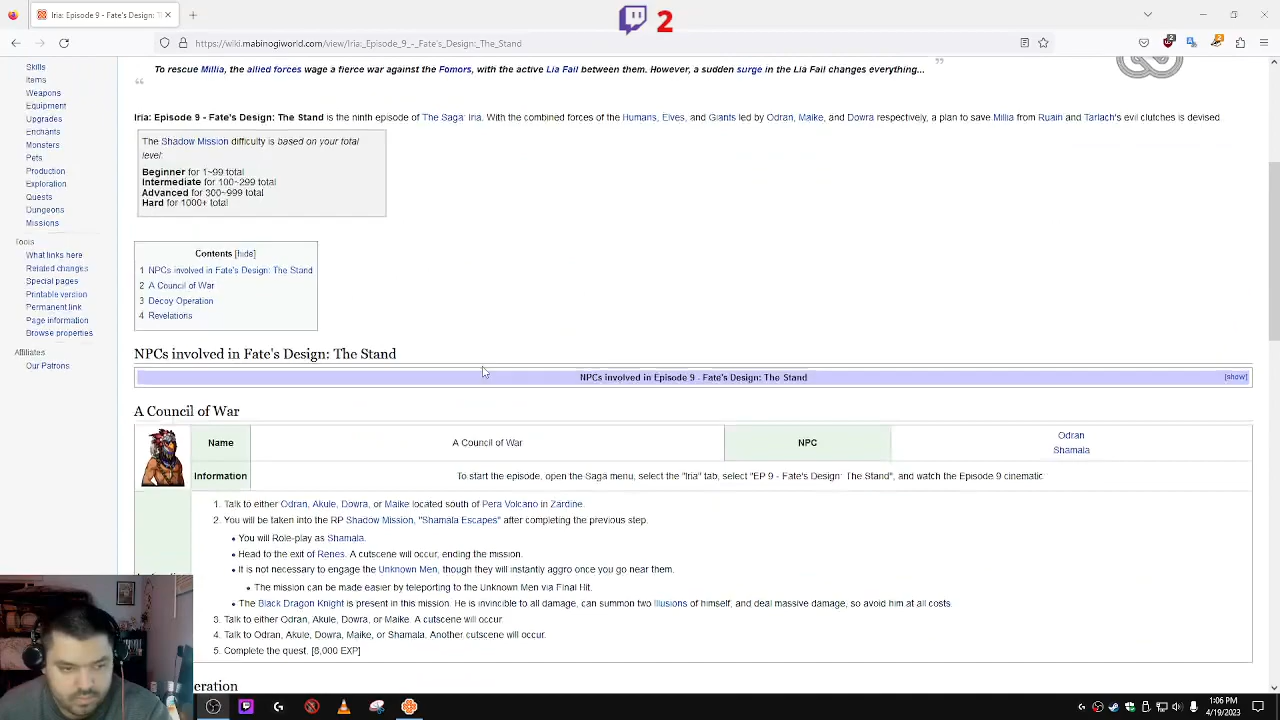 Iria: Episode 9 - Fate's Design: T
2
https://wiki.mabinogiworld.com/view/Iria:_Episode_9_-_Fate's_Design:_The_Stand
Skills
Items
Weapons
Equipment
Upgrades
Enchants
Monsters
Pets
Production
Exploration
Quests
Dungeons
Missions
Tools
What links here
Related changes
Special pages
Printable version
Permanent link
Page information
Browse properties
Affiliates
Our Patrons
To rescue Millia, the allied forces wage a fierce war against the Fomors, with the active Lia Fail between them. However, a sudden surge in the Lia Fail changes everything...
Iria: Episode 9 - Fate's Design: The Stand is the ninth episode of The Saga: Iria. With the combined forces of the Humans, Elves, and Giants led by Odran, Maike, and Dowra respectively, a plan to save Millia from Ruain and Tarlach's evil clutches is devised.
The Shadow Mission difficulty is based on your total
level:
Beginner for 1~99 total
Intermediate for 100~299 total
Advanced for 300~999 total
Hard for 1000+ total
Contents [hide]
1 NPCs involved in Fate's Design: The Stand
2 A Council of War
3 Decoy Operation
4 Revelations
NPCs involved in Fate's Design: The Stand
NPCs involved in Episode 9 - Fate's Design: The Stand
[show]
A Council of War
Name
A Council of War
NPC
Odran
Shamala
Information
To start the episode, open the Saga menu, select the "Iria" tab, select "EP 9 - Fate's Design: The Stand", and watch the Episode 9 cinematic.
1. Talk to either Odran, Akule, Dowra, or Maike located south of Pera Volcano in Zardine.
2. You will be taken into the RP Shadow Mission, "Shamala Escapes" after completing the previous step.
• You will Role-play as Shamala.
• Head to the exit of Renes. A cutscene will occur, ending the mission.
• It is not necessary to engage the Unknown Men, though they will instantly aggro once you go near them.
• The mission can be made easier by teleporting to the Unknown Men via Final Hit.
• The Black Dragon Knight is present in this mission. He is invincible to all damage, can summon two Illusions of himself, and deal massive damage, so avoid him at all costs.
3. Talk to either Odran, Akule, Dowra, or Maike. A cutscene will occur.
4. Talk to Odran, Akule, Dowra, Maike, or Shamala. Another cutscene will occur.
5. Complete the quest. [8,000 EXP]
eration
1:06 PM
4/19/2023